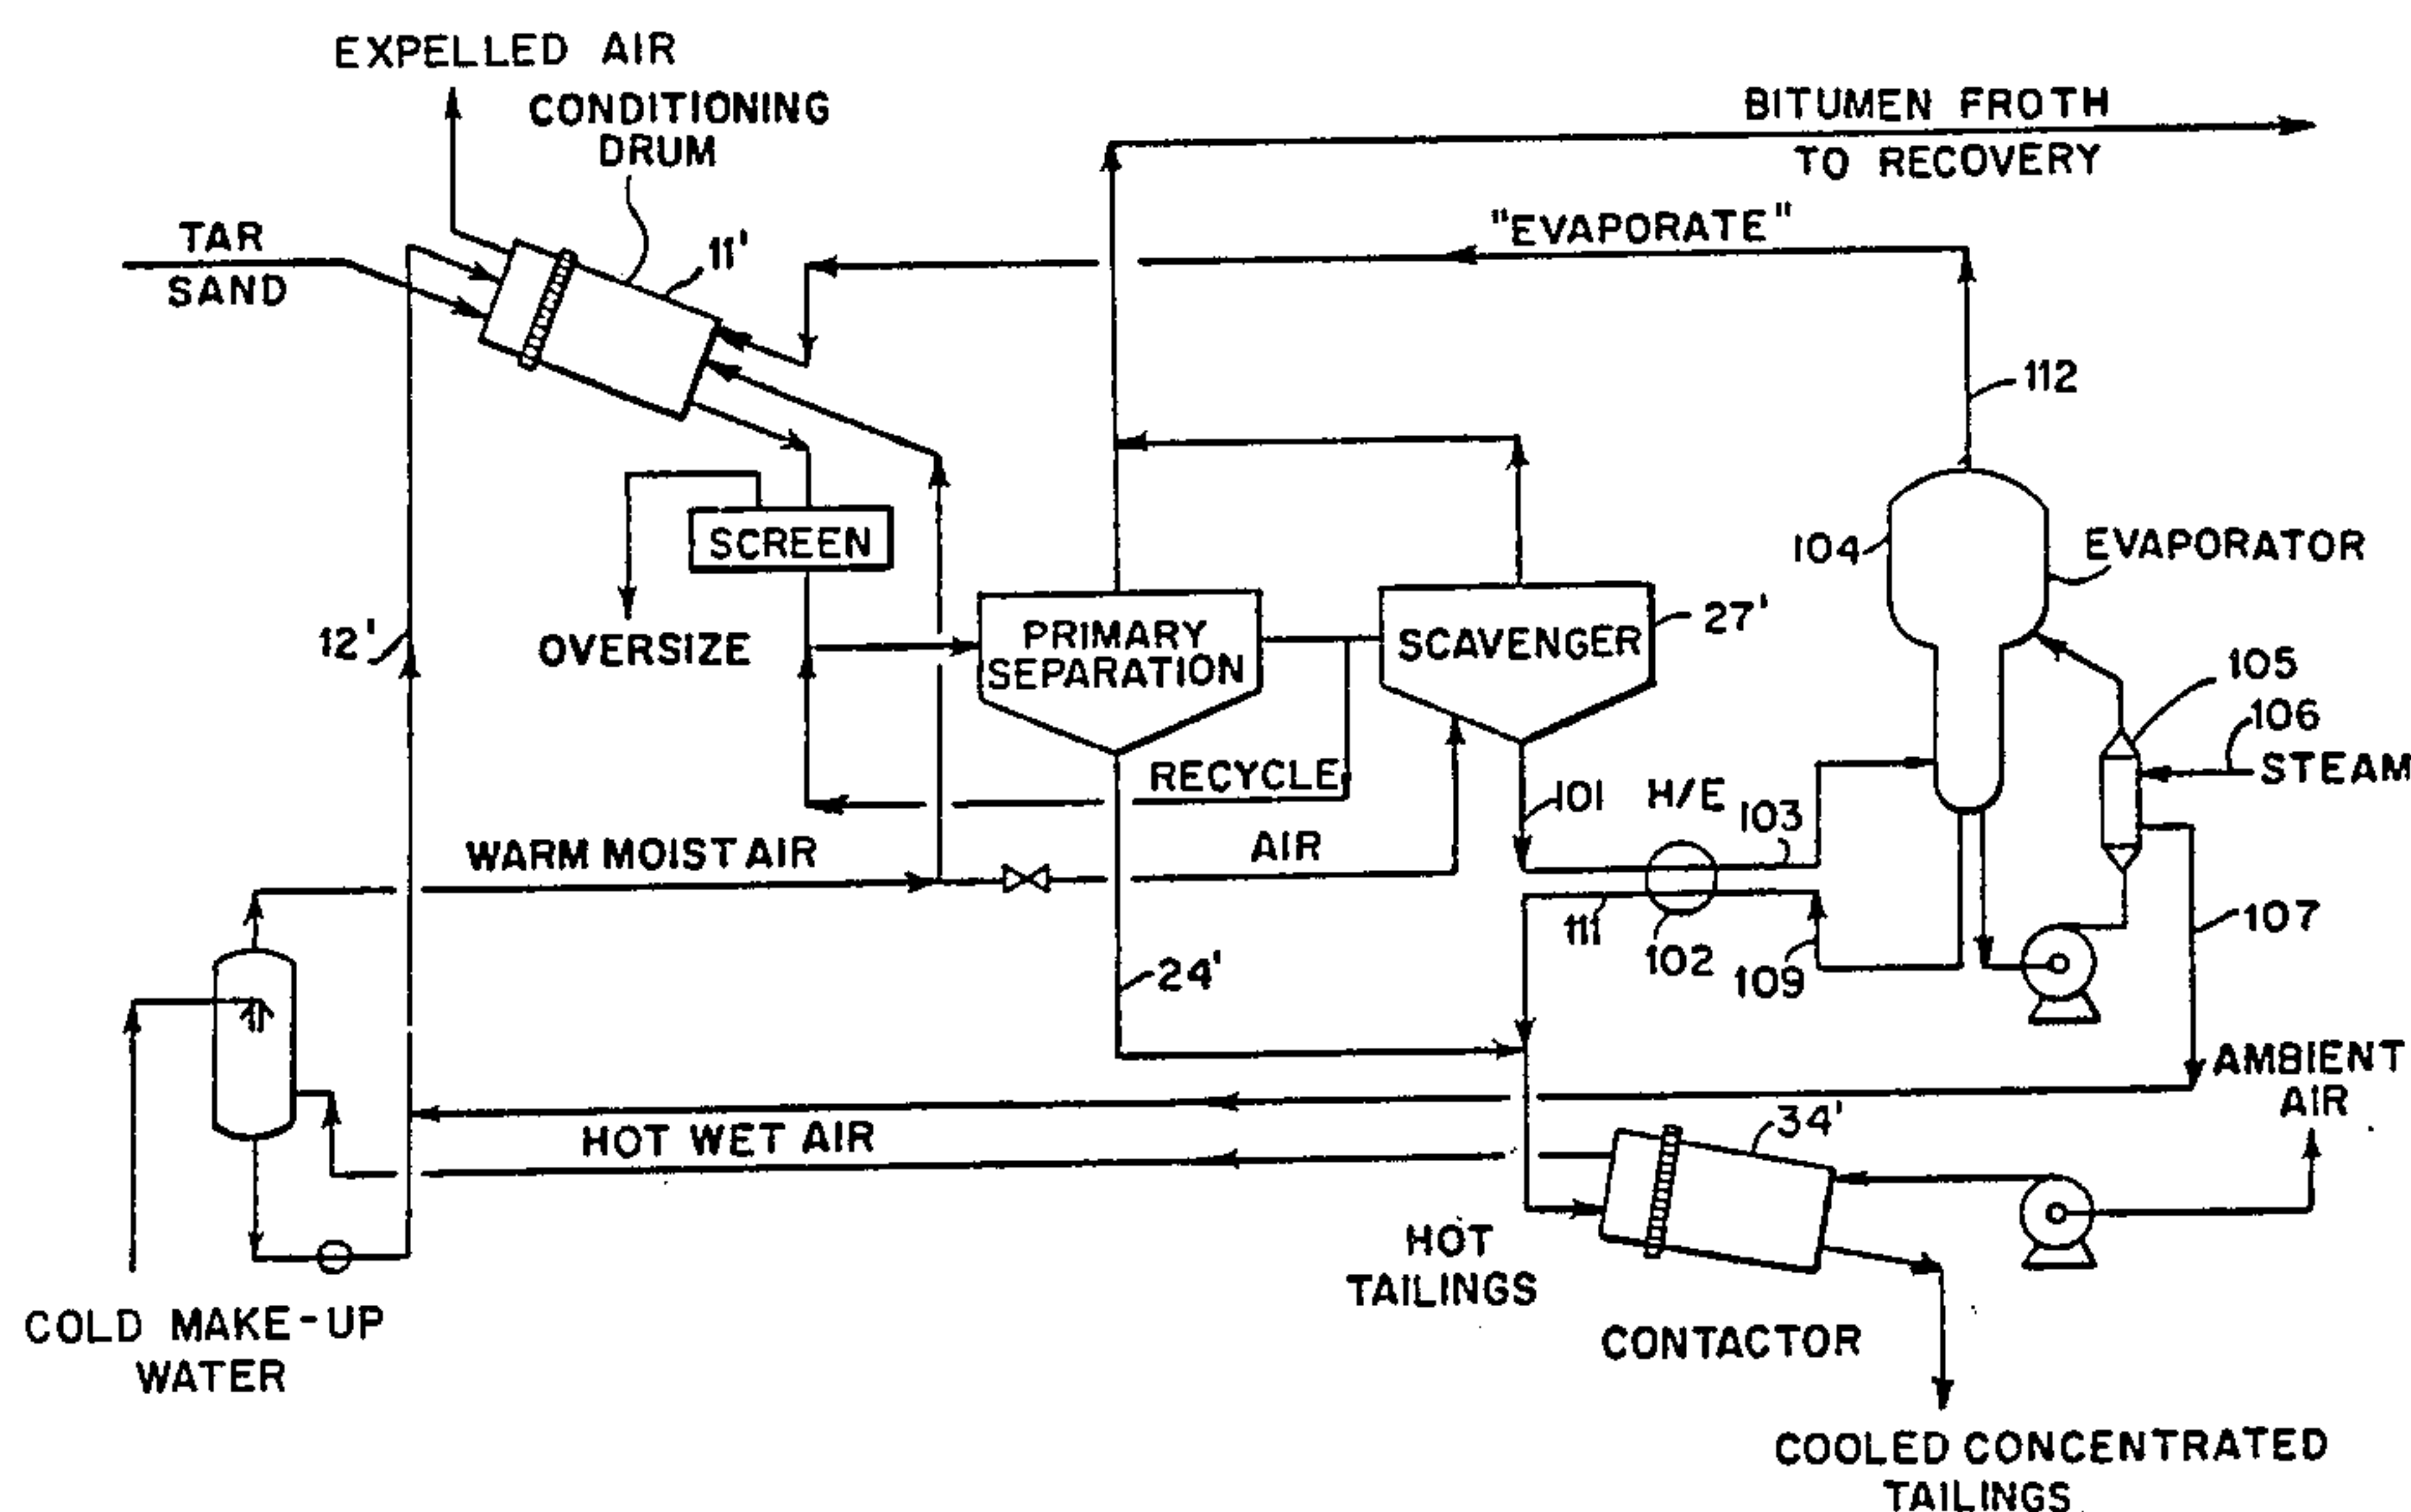 EXPELLED AIR
CONDITIONING
DRUM
BITUMEN FROTH
TO RECOVERY
"EVAPORATE"
TAR
SAND
11'
112
SCREEN
104
EVAPORATOR
OVERSIZE
12'
PRIMARY
SEPARATION
SCAVENGER
27'
105
106
STEAM
RECYCLE
101
H/E
103
WARM MOIST AIR
AIR
111
102
109
107
24'
AMBIENT
AIR
HOT WET AIR
34'
HOT
TAILINGS
COLD MAKE-UP
WATER
CONTACTOR
COOLED CONCENTRATED
TAILINGS